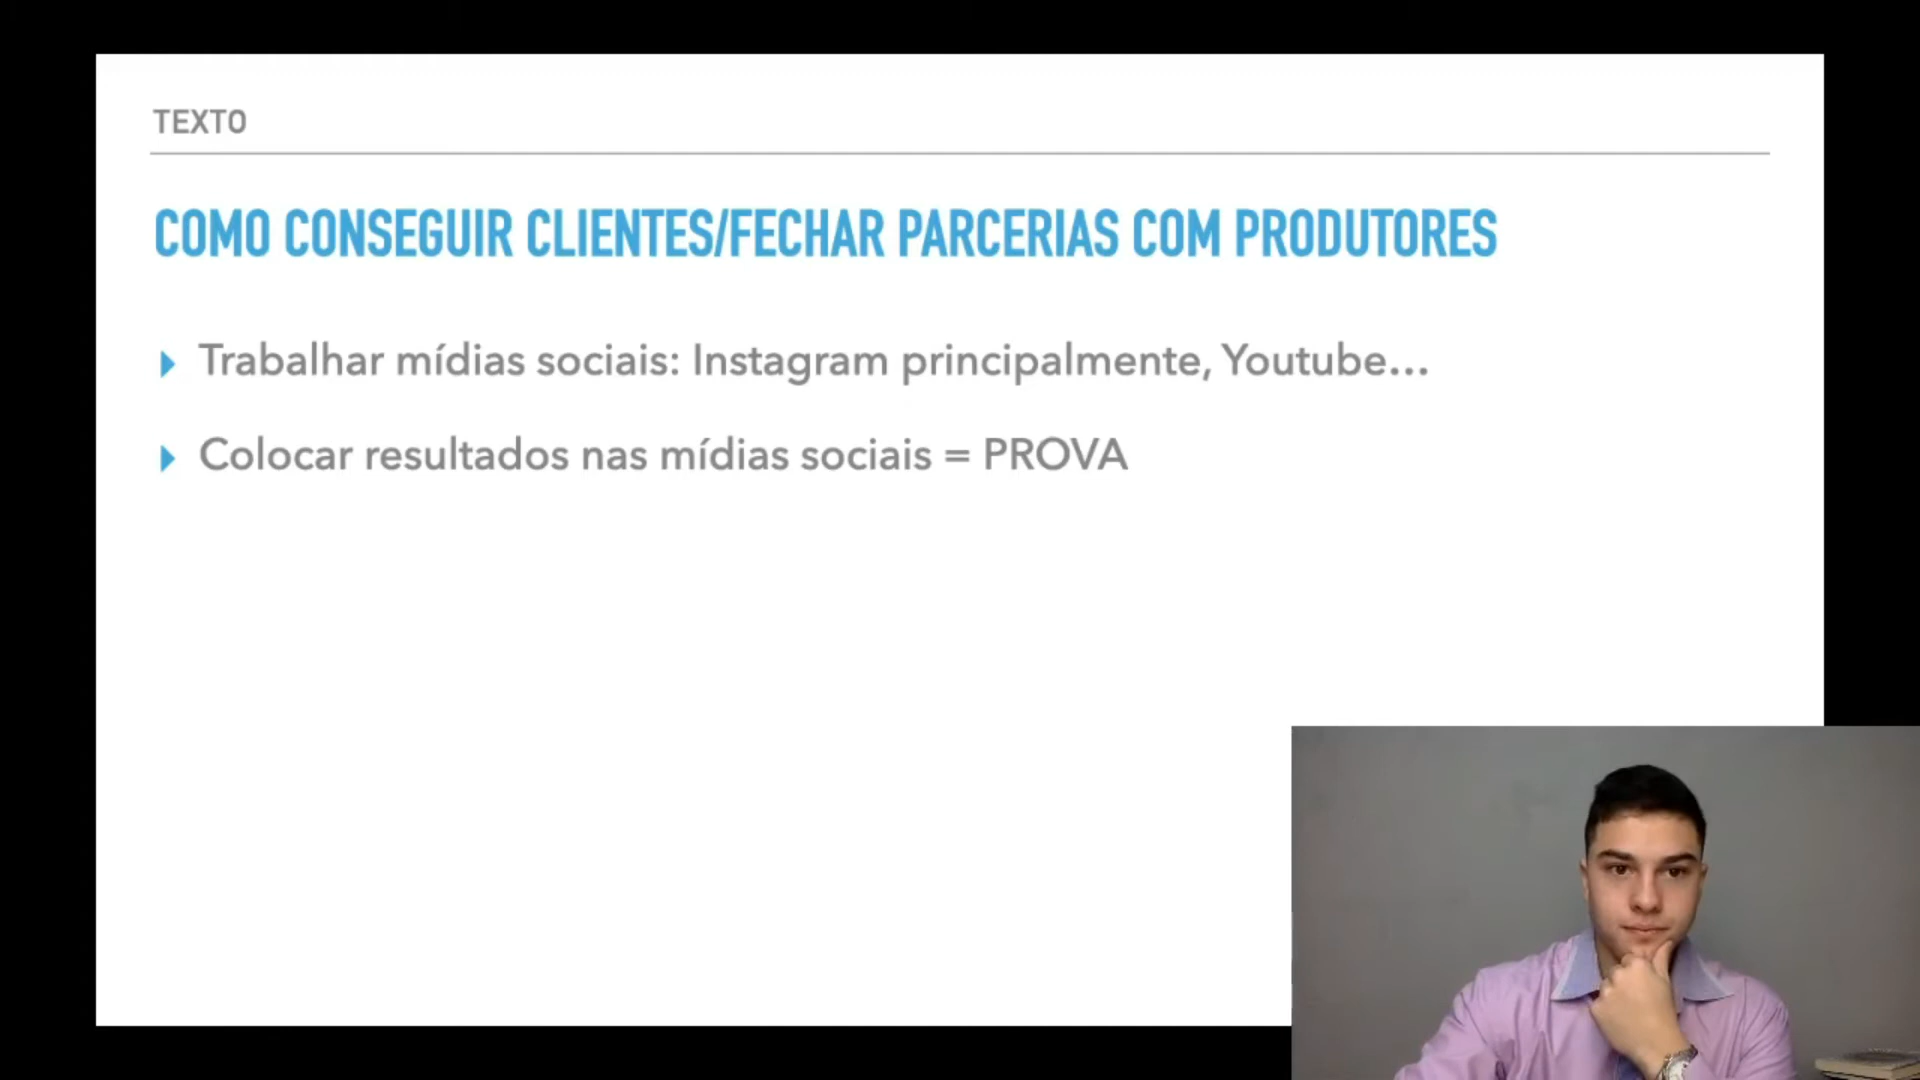 TEXTO
COMO CONSEGUIR CLIENTES/FECHAR PARCERIAS COM PRODUTORES
Trabalhar mídias sociais: Instagram principalmente, Youtube...
Colocar resultados nas mídias sociais = PROVA